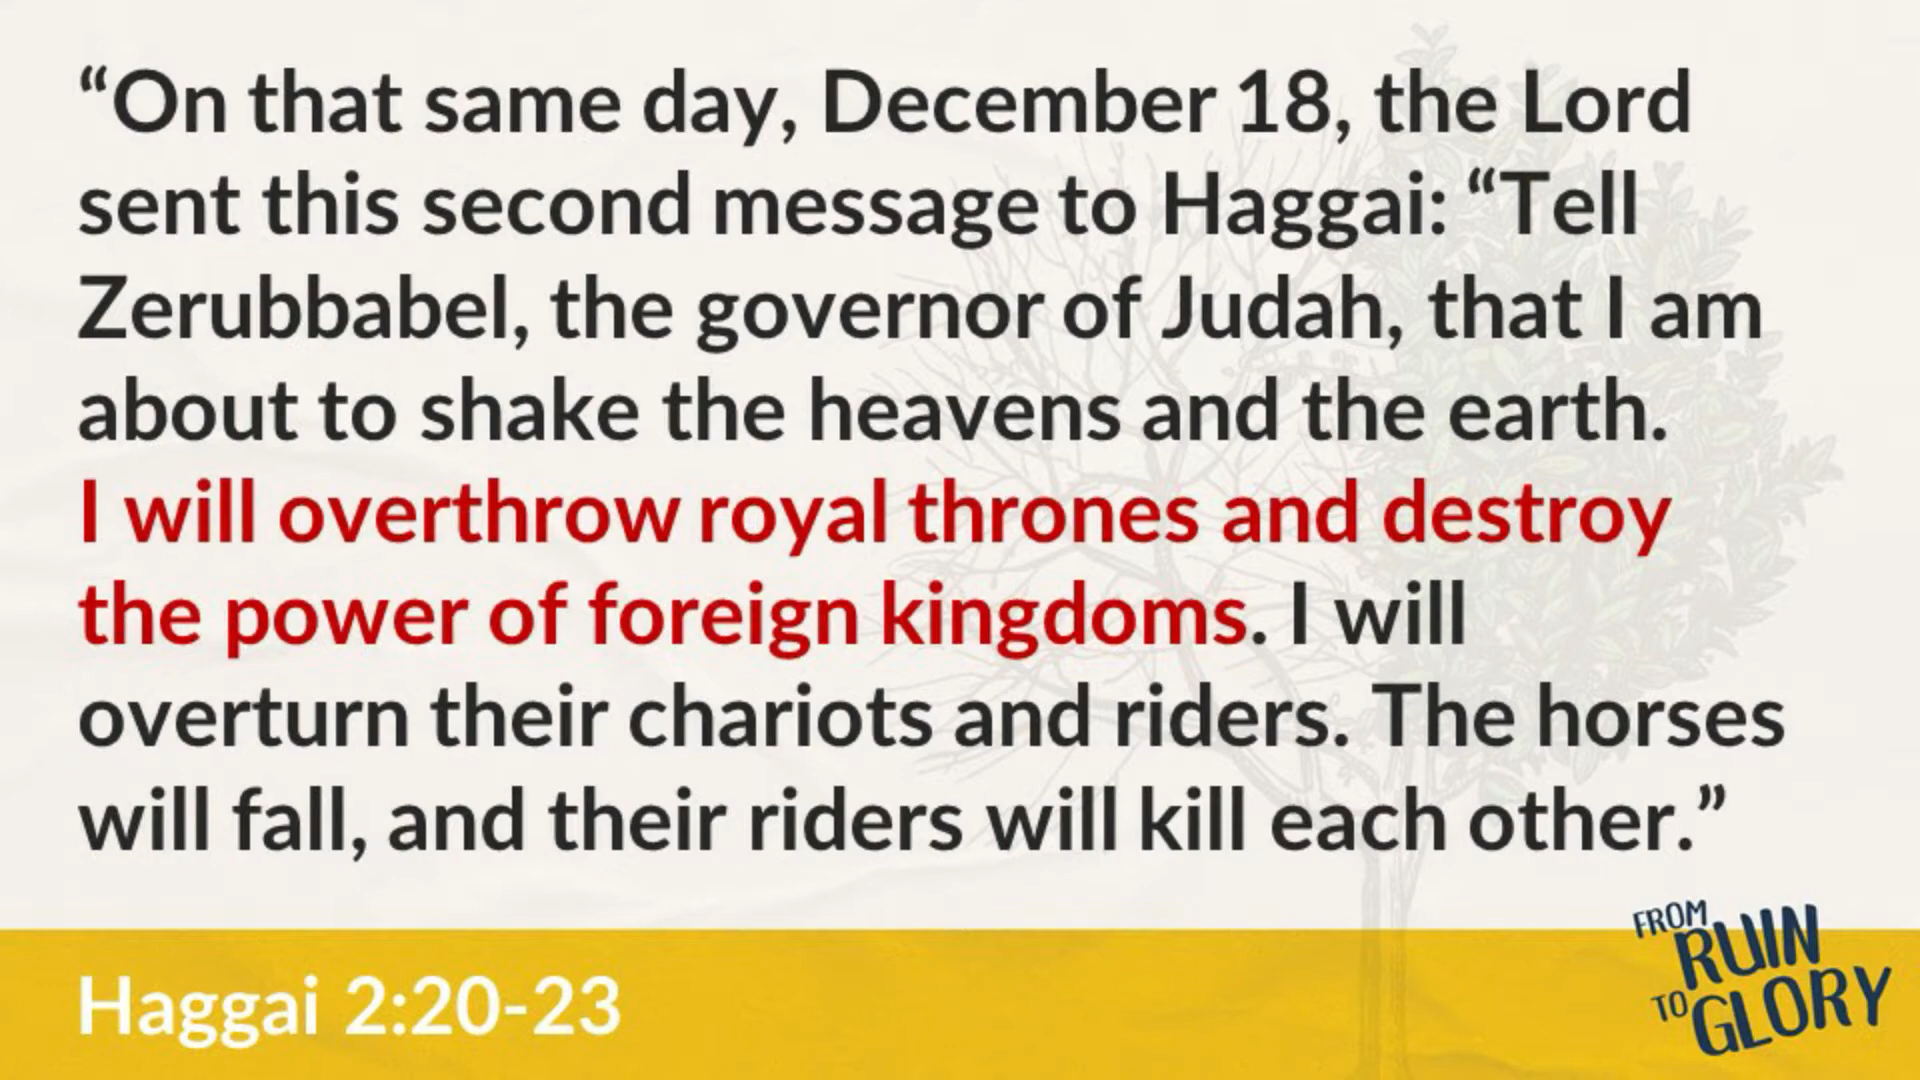 “On that same day, December 18, the Lord
sent this second message to Haggai: “Tell
Zerubbabel, the governor of Judah, that I am
about to shake the heavens and the earth.
I will overthrow royal thrones and destroy
the power of foreign kingdoms. I will
overturn their chariots and riders. The horses
will fall, and their riders will kill each other.”
Haggai 2:20-23
FROM
RUIN
TO
GLORY